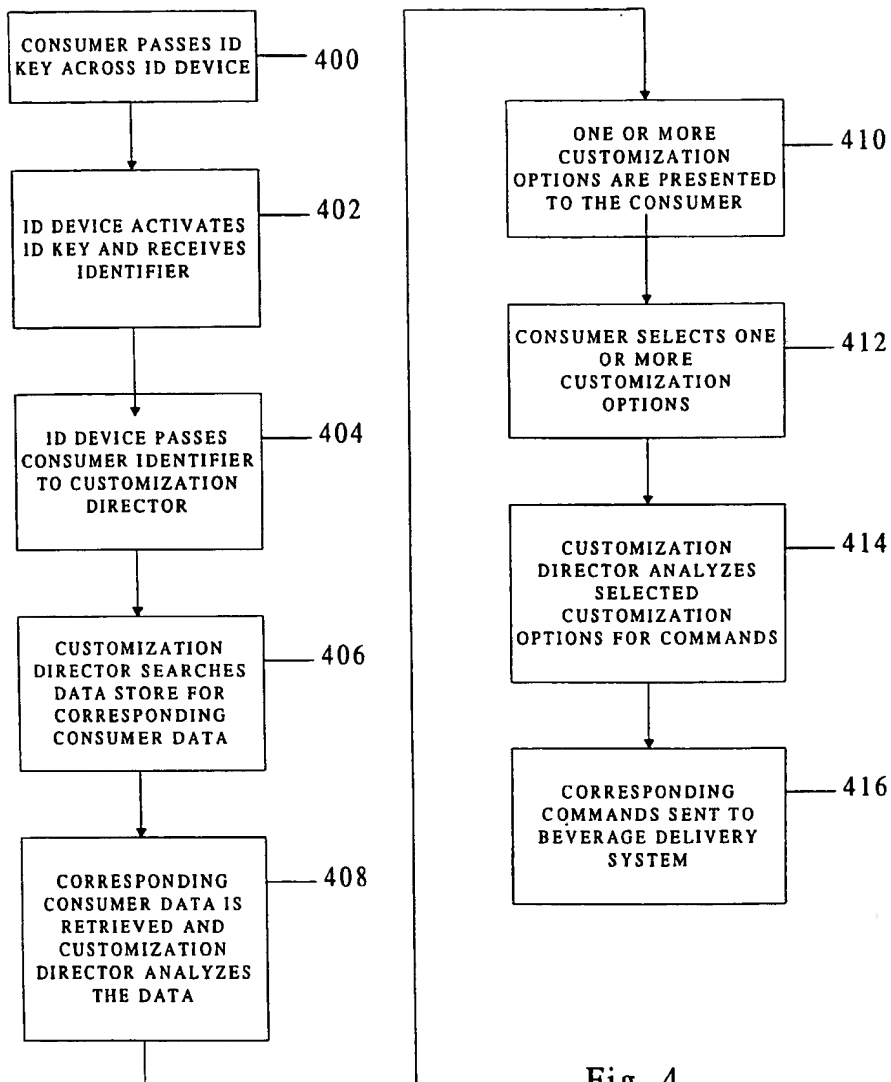 CONSUMER PASSES ID
KEY ACROSS ID DEVICE
400
ID DEVICE ACTIVATES
ID KEY AND RECEIVES
IDENTIFIER
402
ID DEVICE PASSES
CONSUMER IDENTIFIER
TO CUSTOMIZATION
DIRECTOR
404
CUSTOMIZATION
DIRECTOR SEARCHES
DATA STORE FOR
CORRESPONDING
CONSUMER DATA
406
CORRESPONDING
CONSUMER DATA IS
RETRIEVED AND
CUSTOMIZATION
DIRECTOR ANALYZES
THE DATA
408
ONE OR MORE
CUSTOMIZATION
OPTIONS ARE PRESENTED
TO THE CONSUMER
410
CONSUMER SELECTS ONE
OR MORE
CUSTOMIZATION
OPTIONS
412
CUSTOMIZATION
DIRECTOR ANALYZES
SELECTED
CUSTOMIZATION
OPTIONS FOR COMMANDS
414
CORRESPONDING
COMMANDS SENT TO
BEVERAGE DELIVERY
SYSTEM
416
Fig. 4